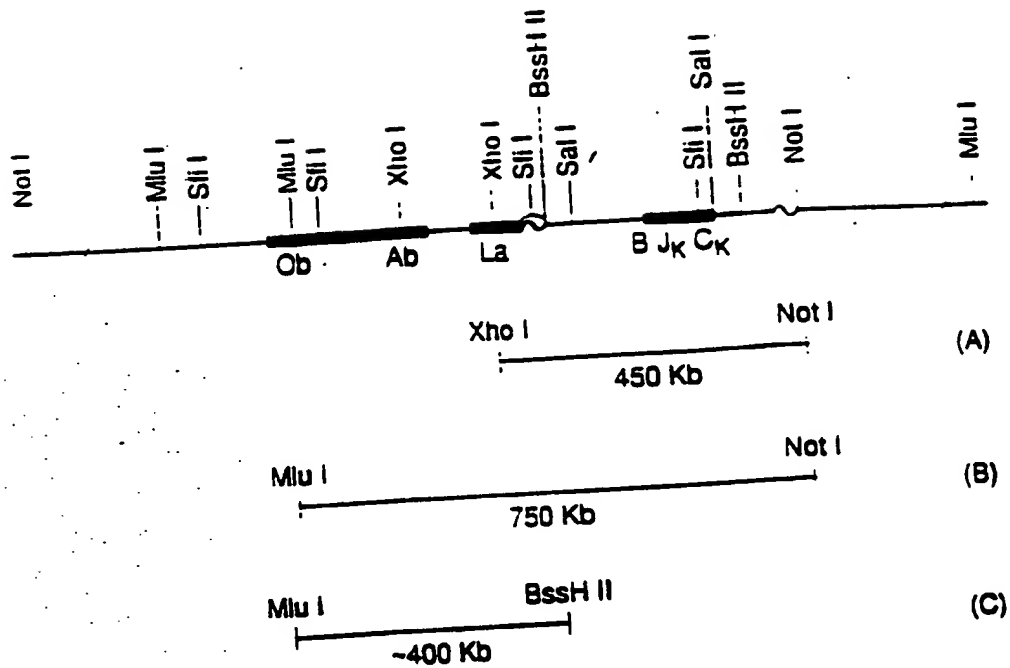 Not I
Mlu I
Sfi I
Mlu I
Sfi I
Xho I
Xho I
Sfi I
BssH II
Sal I
Sfi I
Sal I
BssH II
Not I
Mlu I
Ob
Ab
La
B JK CK
Xho I
Not I
450 Kb
(A)
Mlu I
Not I
750 Kb
(B)
Mlu I
BssH II
~400 Kb
(C)